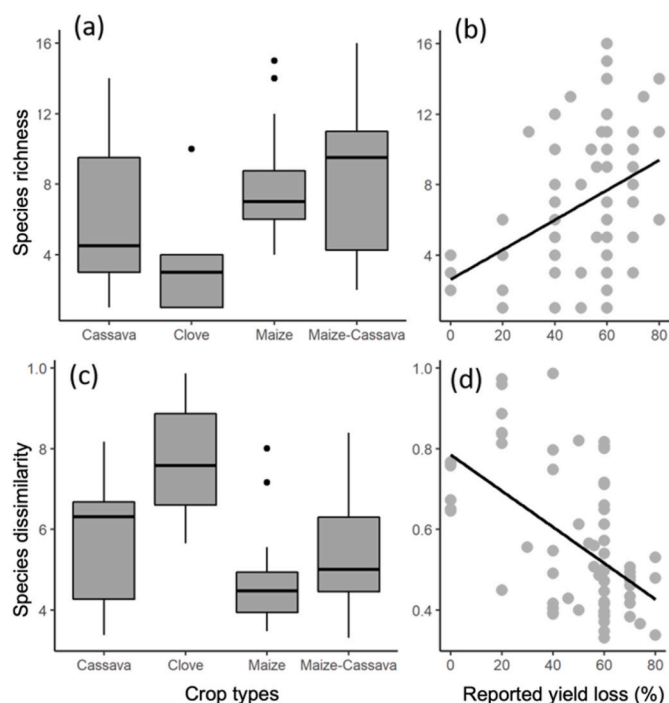 (a)
Species richness
16
12
8
4
Cassava Clove Maize Maize-Cassava
(b)
16
12
8
4
0 20 40 60 80
(c)
Species dissimilarity
1.0
8
6
4
Cassava Clove Maize Maize-Cassava
Crop types
(d)
1.0
0.8
0.6
0.4
0 20 40 60 80
Reported yield loss (%)